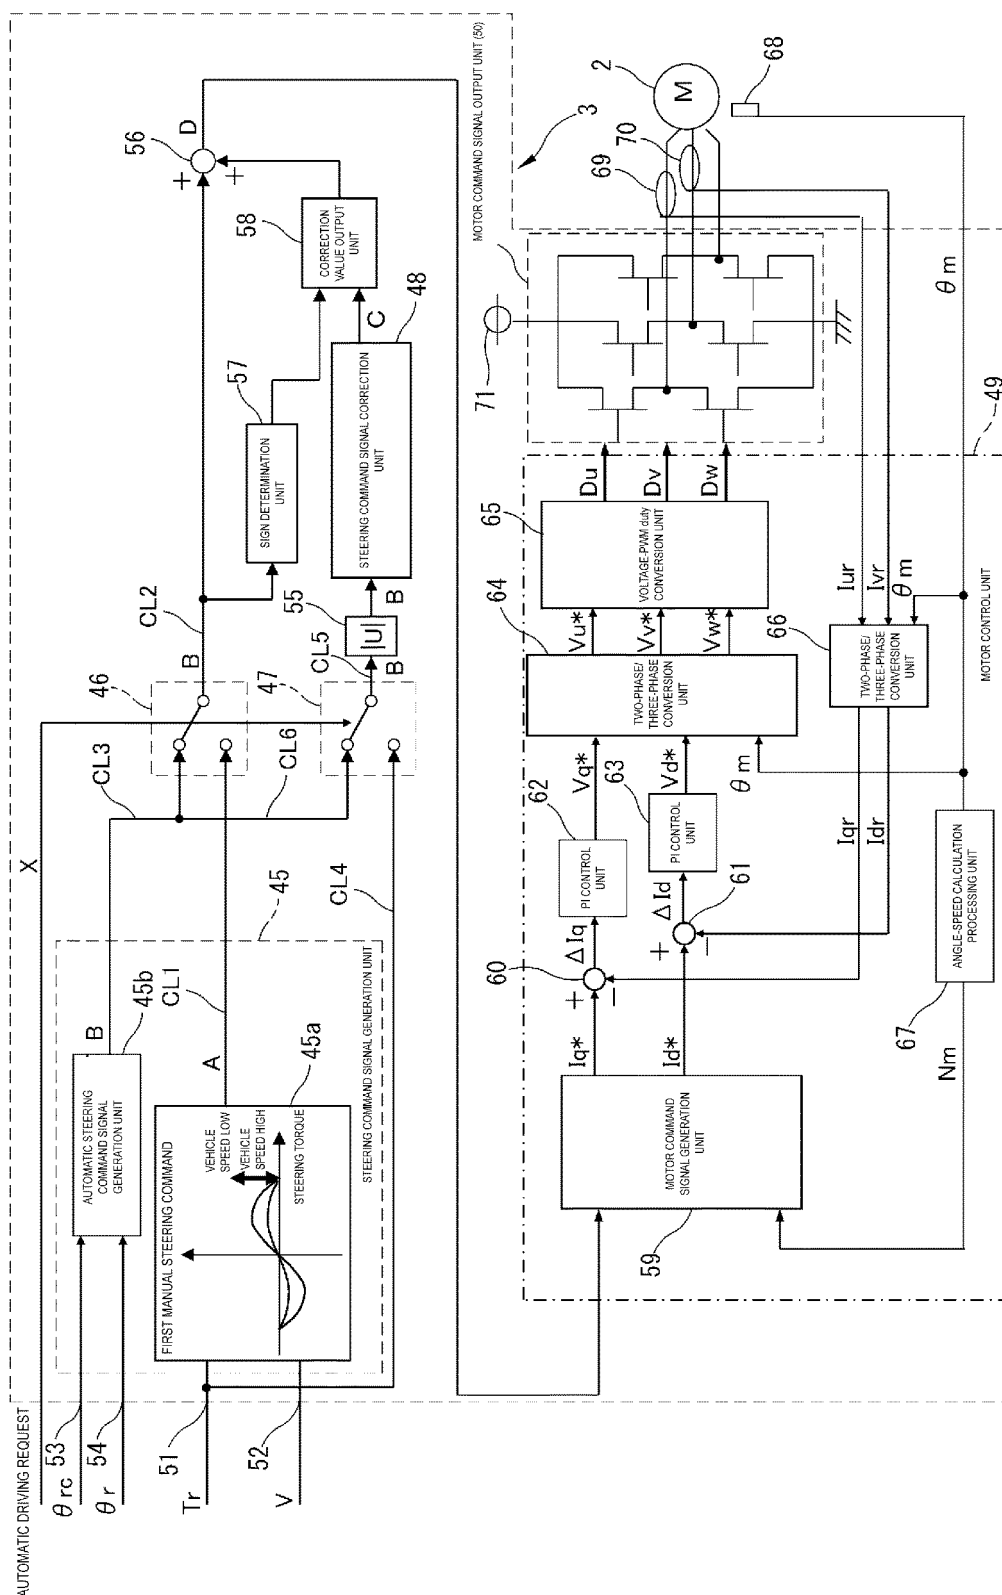 AUTOMATIC DRIVING REQUEST
X
θrc
53
θr
54
Tr
51
V
52
AUTOMATIC STEERING
COMMAND SIGNAL
GENERATION UNIT
45b
B
FIRST MANUAL STEERING COMMAND
VEHICLE
SPEED LOW
VEHICLE
SPEED HIGH
STEERING TORQUE
45a
A
CL1
STEERING COMMAND SIGNAL GENERATION UNIT
45
CL3
CL6
CL4
46
47
B
CL2
CL5
B
|U|
55
B
SIGN DETERMINATION
UNIT
57
STEERING COMMAND SIGNAL CORRECTION
UNIT
48
C
CORRECTION
VALUE OUTPUT
UNIT
58
+
+
56
D
MOTOR COMMAND SIGNAL OUTPUT UNIT (50)
3
MOTOR COMMAND
SIGNAL GENERATION
UNIT
59
Iq*
Id*
60
+
−
ΔIq
+
−
ΔId
61
PI CONTROL
UNIT
62
PI CONTROL
UNIT
63
Vq*
Vd*
θm
TWO-PHASE/
THREE-PHASE
CONVERSION
UNIT
64
Vu*
Vv*
Vw*
VOLTAGE-PWM duty
CONVERSION UNIT
65
Du
Dv
Dw
71
69
70
M
2
68
θm
Iqr
Idr
TWO-PHASE/
THREE-PHASE
CONVERSION
UNIT
66
Iur
Ivr
θm
Nm
67
ANGLE-SPEED CALCULATION
PROCESSING UNIT
MOTOR CONTROL UNIT
49